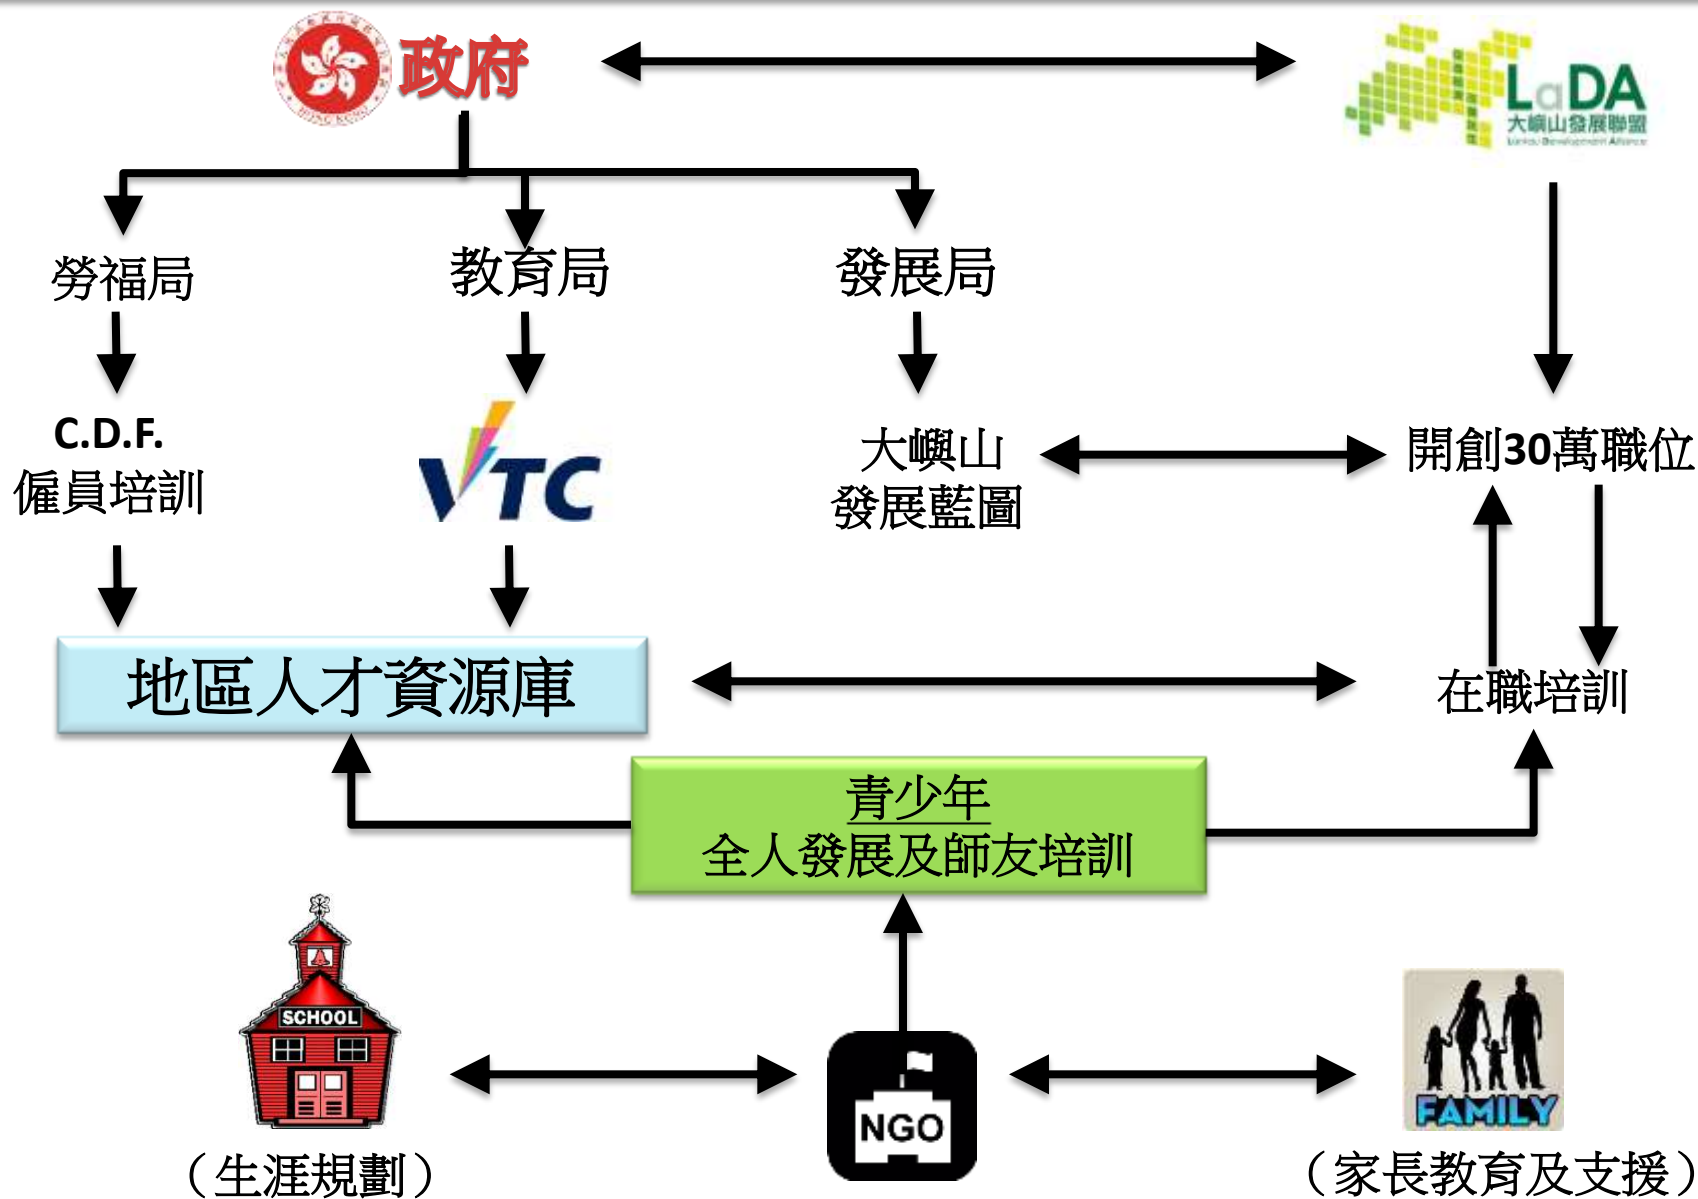 政府
LaDA
大嶼山發展聯盟
Lantau Development Alliance
勞福局
教育局
發展局
C.D.F.
僱員培訓
VTC
大嶼山
發展藍圖
開創30萬職位
地區人才資源庫
在職培訓
青少年
全人發展及師友培訓
SCHOOL
NGO
FAMILY
（生涯規劃）
（家長教育及支援）